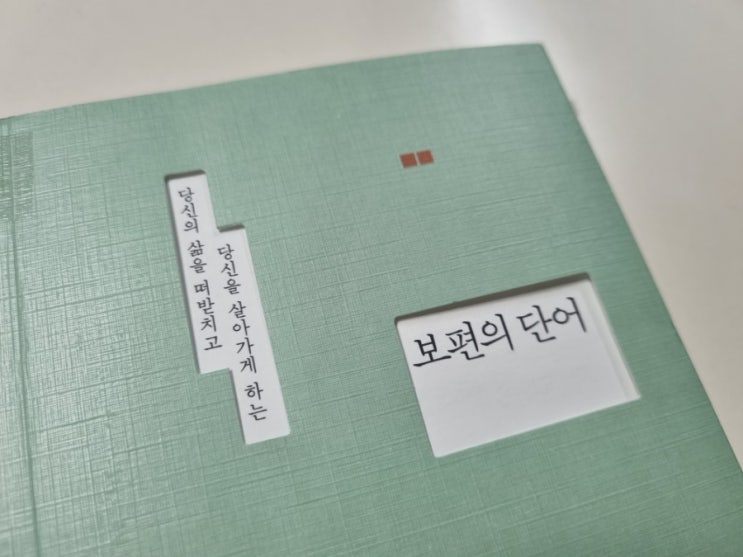 당신의 삶을 떠받치고
당신을 살아가게 하는
보편의 단어